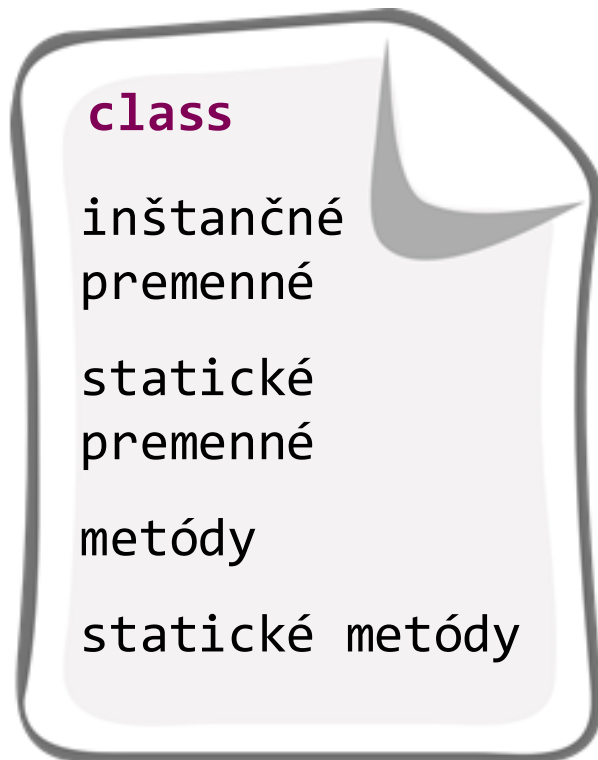 class
inštančné
premenné
statické
premenné
metódy
statické metódy